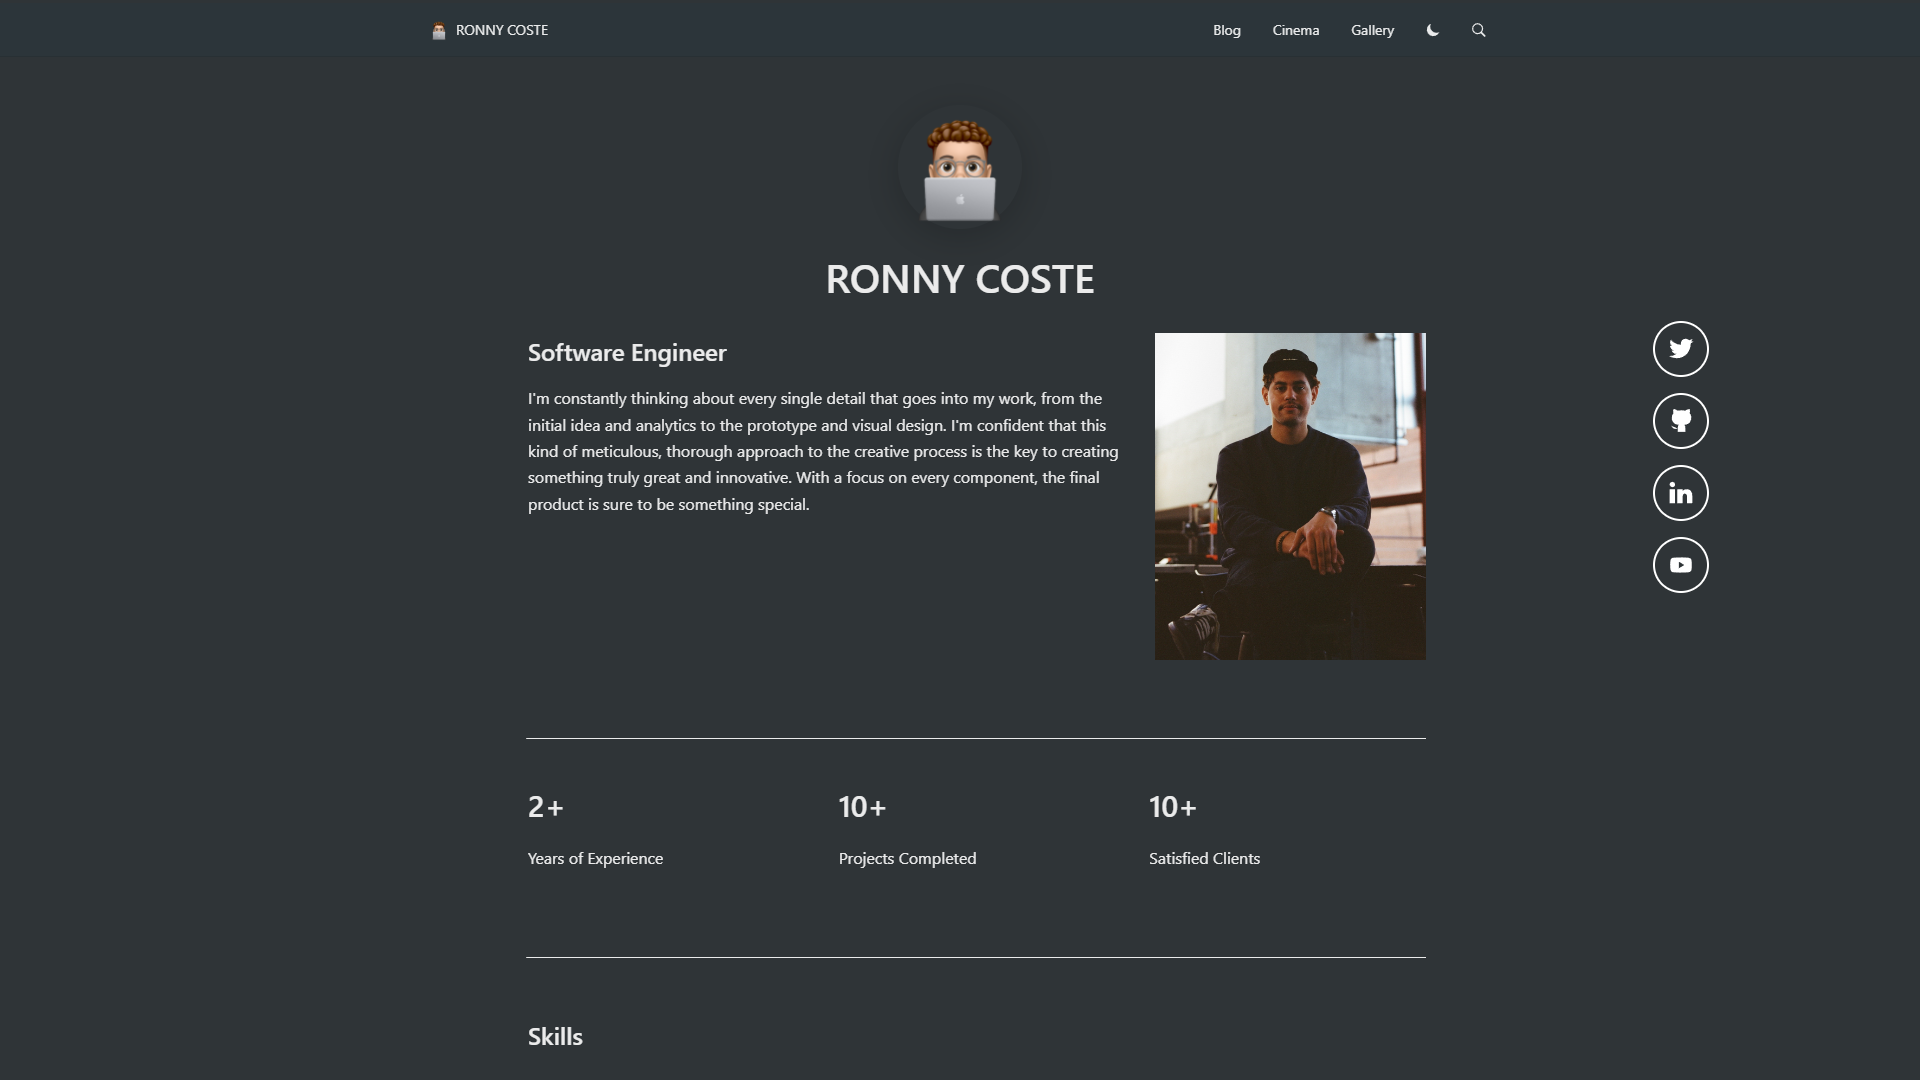 RONNY COSTE
Blog
Cinema
Gallery
RONNY COSTE
Software Engineer
I'm constantly thinking about every single detail that goes into my work, from the
initial idea and analytics to the prototype and visual design. I'm confident that this
kind of meticulous, thorough approach to the creative process is the key to creating
something truly great and innovative. With a focus on every component, the final
product is sure to be something special.
2+
Years of Experience
10+
Projects Completed
10+
Satisfied Clients
Skills